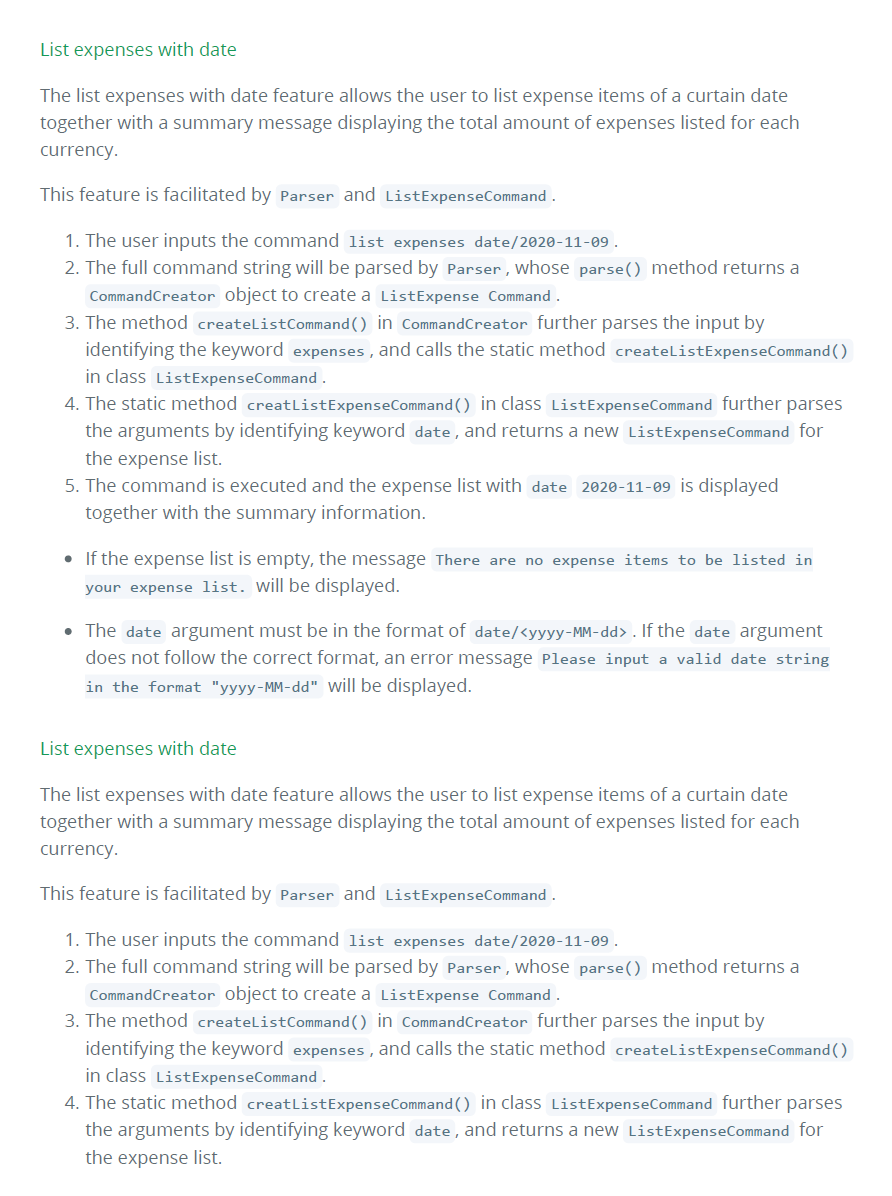 List expenses with date
The list expenses with date feature allows the user to list expense items of a curtain date
together with a summary message displaying the total amount of expenses listed for each
currency.
This feature is facilitated by Parser and ListExpenseCommand .
1. The user inputs the command list expenses date/2020-11-09 .
2. The full command string will be parsed by Parser , whose parse() method returns a
CommandCreator object to create a ListExpense Command .
3. The method createListCommand() in CommandCreator further parses the input by
identifying the keyword expenses , and calls the static method createListExpenseCommand()
in class ListExpenseCommand .
4. The static method creatListExpenseCommand() in class ListExpenseCommand further parses
the arguments by identifying keyword date , and returns a new ListExpenseCommand for
the expense list.
5. The command is executed and the expense list with date 2020-11-09 is displayed
together with the summary information.
• If the expense list is empty, the message There are no expense items to be listed in
your expense list. will be displayed.
• The date argument must be in the format of date/<yyyy-MM-dd> . If the date argument
does not follow the correct format, an error message Please input a valid date string
in the format "yyyy-MM-dd" will be displayed.
List expenses with date
The list expenses with date feature allows the user to list expense items of a curtain date
together with a summary message displaying the total amount of expenses listed for each
currency.
This feature is facilitated by Parser and ListExpenseCommand .
1. The user inputs the command list expenses date/2020-11-09 .
2. The full command string will be parsed by Parser , whose parse() method returns a
CommandCreator object to create a ListExpense Command .
3. The method createListCommand() in CommandCreator further parses the input by
identifying the keyword expenses , and calls the static method createListExpenseCommand()
in class ListExpenseCommand .
4. The static method creatListExpenseCommand() in class ListExpenseCommand further parses
the arguments by identifying keyword date , and returns a new ListExpenseCommand for
the expense list.